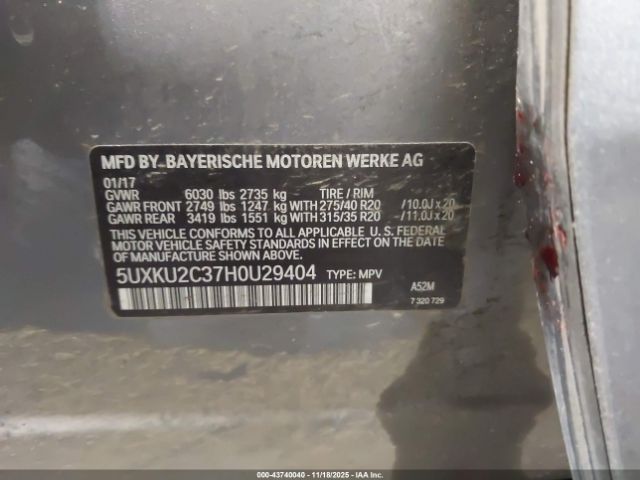 MFD BY BAYERISCHE MOTOREN WERKE AG
01/17
GVWR 6030 lbs 2735 kg TIRE / RIM
GAWR FRONT 2749 lbs 1247 kg WITH 275/40 R20 /10.0J x 20
GAWR REAR 3419 lbs 1551 kg WITH 315/35 R20 /11.0J x 20
THIS VEHICLE CONFORMS TO ALL APPLICABLE U. S. FEDERAL
MOTOR VEHICLE SAFETY STANDARDS IN EFFECT ON THE DATE
OF MANUFACTURE SHOWN ABOVE.
5UXKU2C37H0U29404 TYPE: MPV
A52M
7 320 729
000-43740040 - 11/18/2025 - IAA Inc.